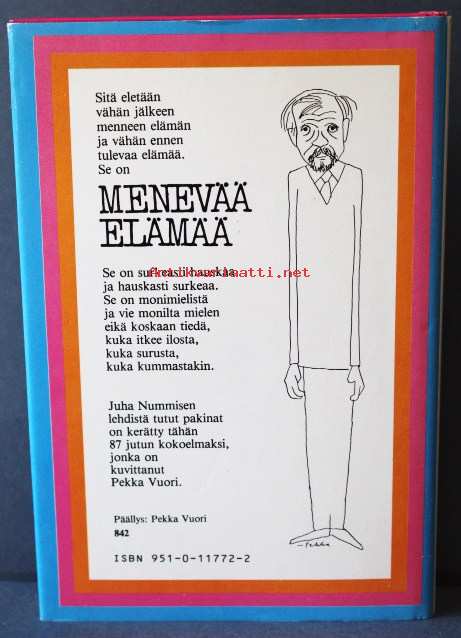 Sitä eletään
vähän jälkeen
menneen elämän
ja vähän ennen
tulevaa elämää.
Se on
MENEVÄÄ
ELÄMÄÄ
Se on surkeasti hauskaa
ja hauskasti surkeaa.
Se on monimielistä
ja vie monilta mielen
eikä koskaan tiedä,
kuka itkee ilosta,
kuka surusta,
kuka kummastakin.
Juha Nummisen
lehdistä tutut pakinat
on kerätty tähän
87 jutun kokoelmaksi,
jonka on
kuvittanut
Pekka Vuori.
Päällys: Pekka Vuori
842
ISBN 951-0-11772-2
Pekka